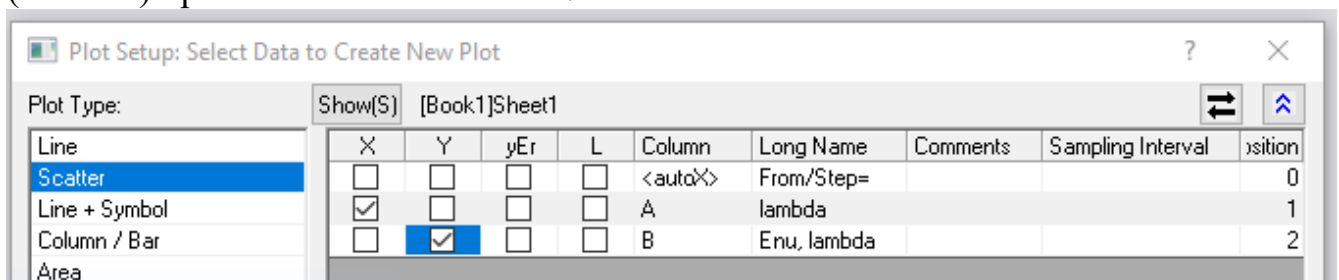 Plot Setup: Select Data to Create New Plot ?
Plot Type: Show(S) [Book1]Sheet1
Line X Y yEr L Column Long Name Comments Sampling Interval
Scatter <autoX> From/Step= 0
Line + Symbol A lambda 1
Column / Bar B Enu, lambda 2
Area